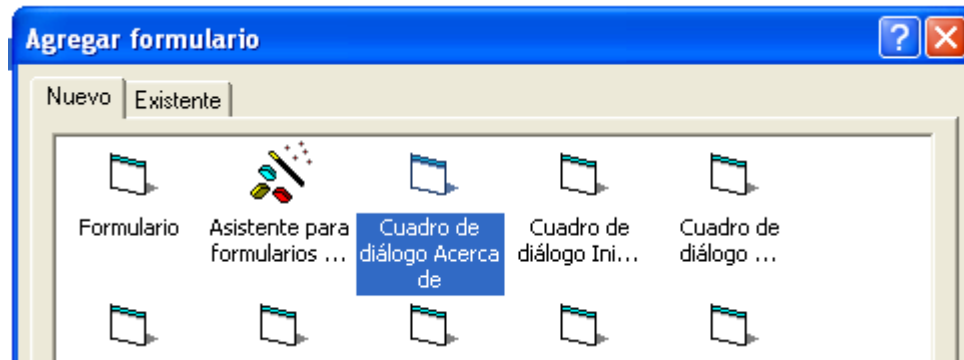 Agregar formulario
Nuevo Existente
Formulario
Asistente para
formularios ...
Cuadro de
diálogo Acerca
de
Cuadro de
diálogo Ini...
Cuadro de
diálogo ...